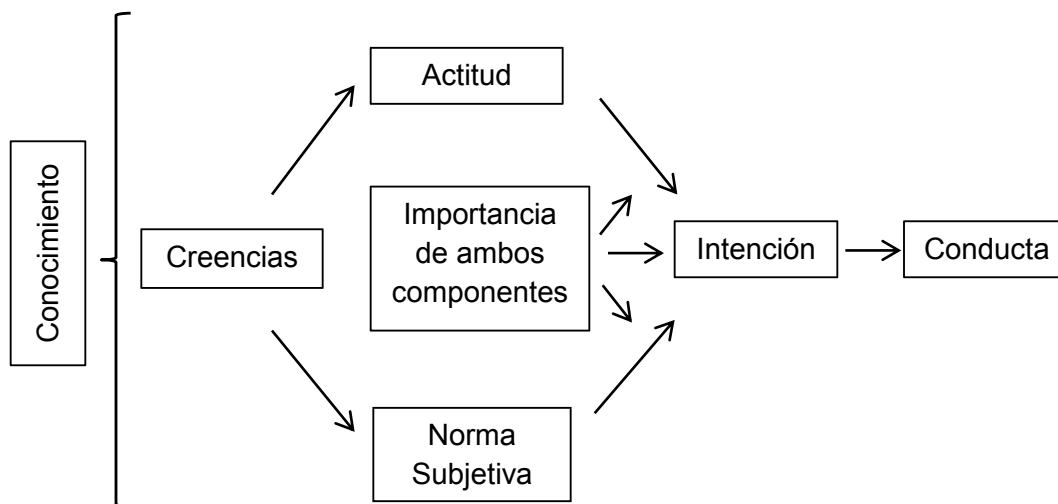 Conocimiento
Creencias
Actitud
Importancia
de ambos
componentes
Norma
Subjetiva
Intención
Conducta